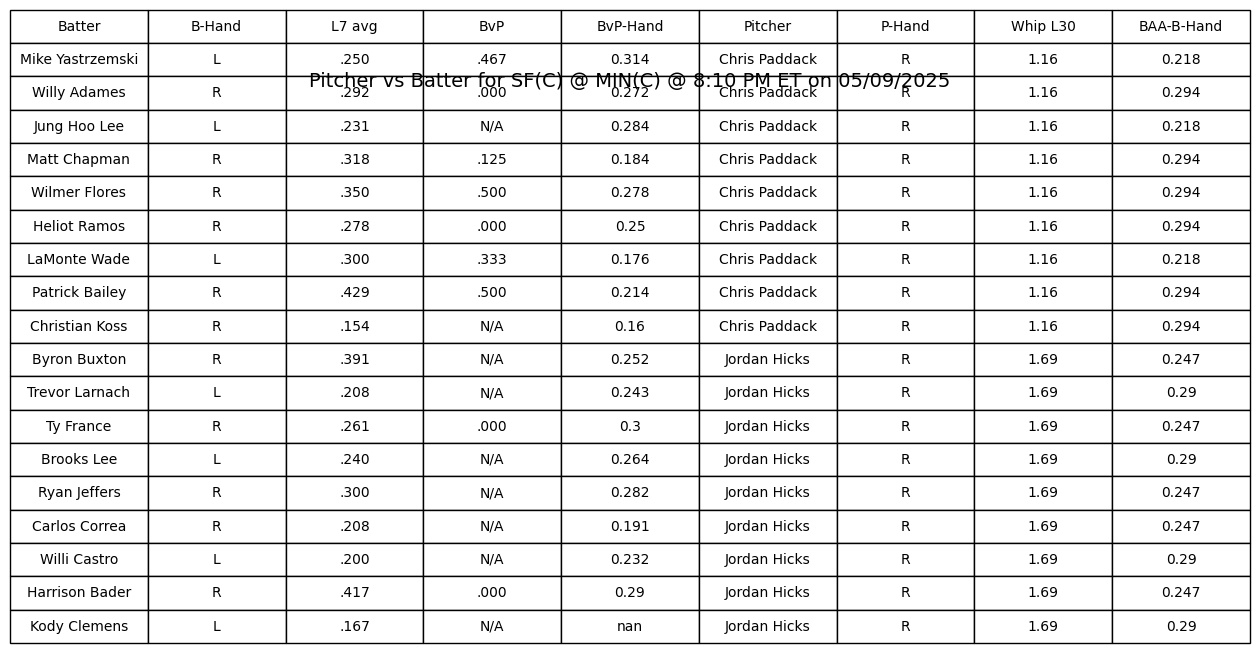 Batter B-Hand L7 avg BvP BvP-Hand Pitcher P-Hand Whip L30 BAA-B-Hand
Mike Yastrzemski L .250 .467 0.314 Chris Paddack R 1.16 0.218
Pitcher vs Batter for SF(C) @ MIN(C) @ 8:10 PM ET on 05/09/2025
Willy Adames R .292 .000 0.272 Chris Paddack R 1.16 0.294
Jung Hoo Lee L .231 N/A 0.284 Chris Paddack R 1.16 0.218
Matt Chapman R .318 .125 0.184 Chris Paddack R 1.16 0.294
Wilmer Flores R .350 .500 0.278 Chris Paddack R 1.16 0.294
Heliot Ramos R .278 .000 0.25 Chris Paddack R 1.16 0.294
LaMonte Wade L .300 .333 0.176 Chris Paddack R 1.16 0.218
Patrick Bailey R .429 .500 0.214 Chris Paddack R 1.16 0.294
Christian Koss R .154 N/A 0.16 Chris Paddack R 1.16 0.294
Byron Buxton R .391 N/A 0.252 Jordan Hicks R 1.69 0.247
Trevor Larnach L .208 N/A 0.243 Jordan Hicks R 1.69 0.29
Ty France R .261 .000 0.3 Jordan Hicks R 1.69 0.247
Brooks Lee L .240 N/A 0.264 Jordan Hicks R 1.69 0.29
Ryan Jeffers R .300 N/A 0.282 Jordan Hicks R 1.69 0.247
Carlos Correa R .208 N/A 0.191 Jordan Hicks R 1.69 0.247
Willi Castro L .200 N/A 0.232 Jordan Hicks R 1.69 0.29
Harrison Bader R .417 .000 0.29 Jordan Hicks R 1.69 0.247
Kody Clemens L .167 N/A nan Jordan Hicks R 1.69 0.29